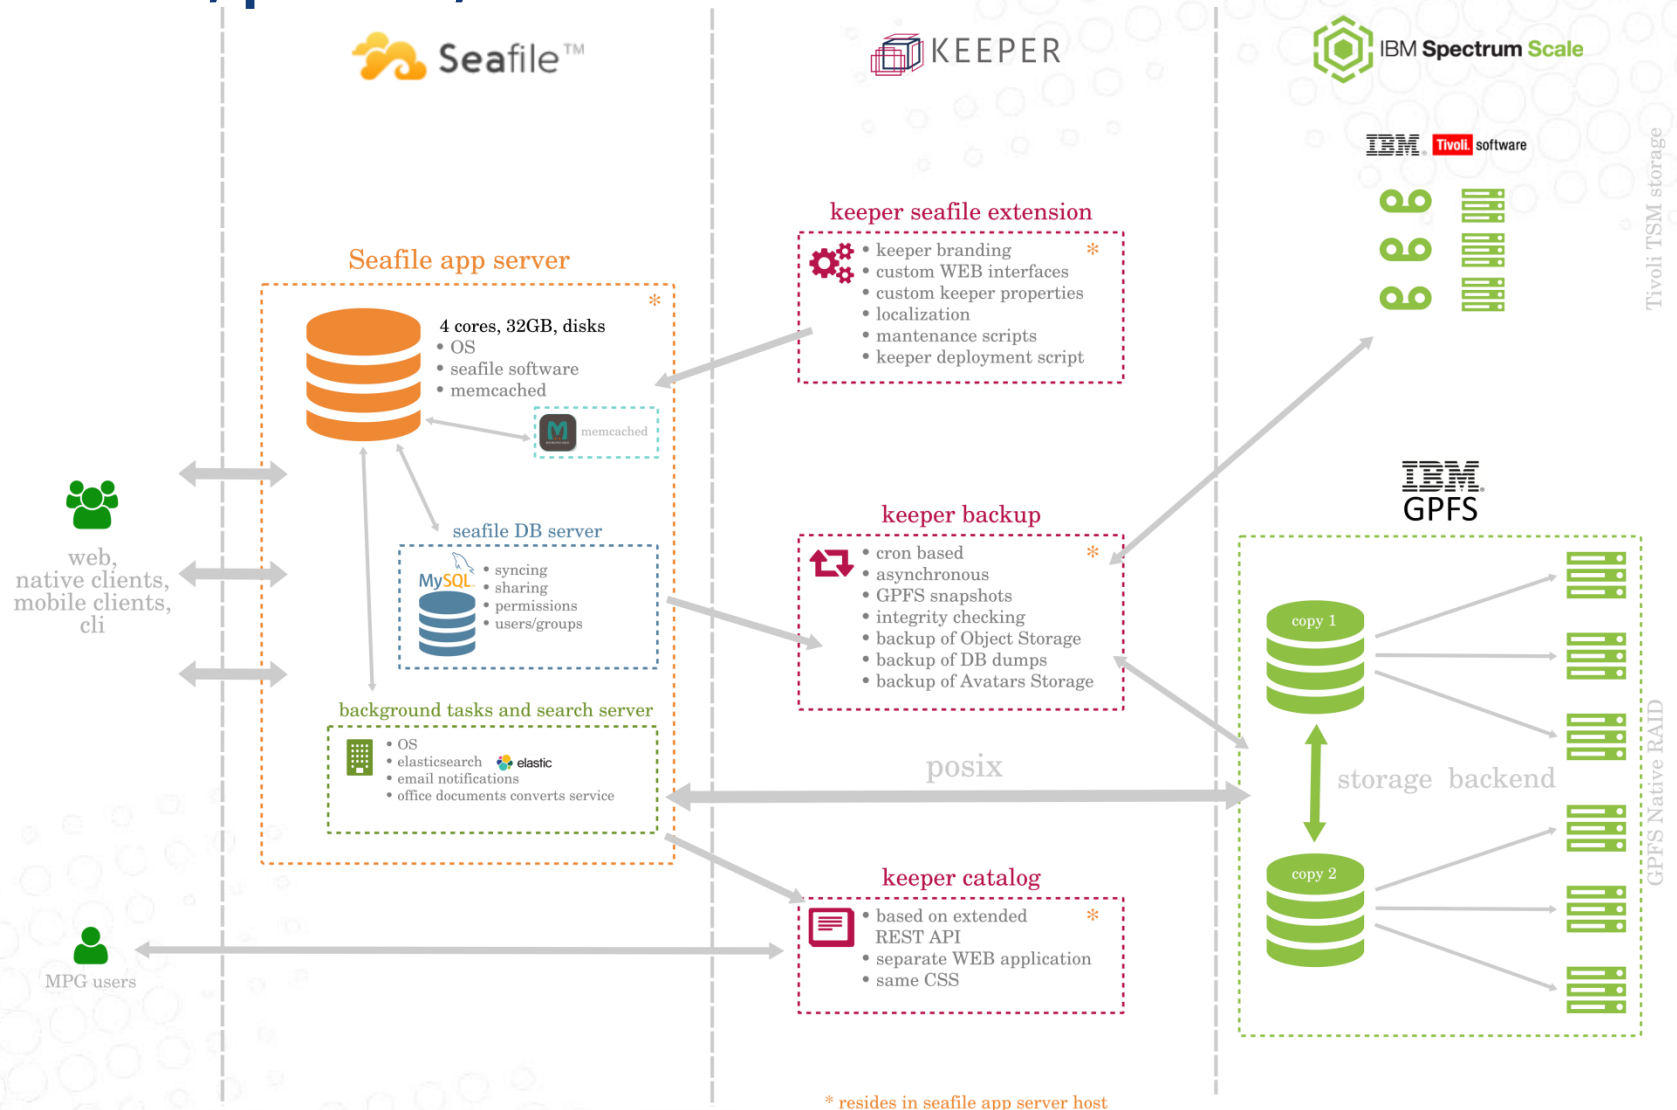 Seafile™
KEEPER
IBM Spectrum Scale
IBM. Tivoli. software
Tivoli TSM storage
keeper seafile extension
• keeper branding *
• custom WEB interfaces
• custom keeper properties
• localization
• mantenance scripts
• keeper deployment script
Seafile app server
*
4 cores, 32GB, disks
• OS
• seafile software
• memcached
memcached
web,
native clients,
mobile clients,
cli
seafile DB server
MySQL
• syncing
• sharing
• permissions
• users/groups
background tasks and search server
• OS
• elasticsearch elastic
• email notifications
• office documents converts service
keeper backup
• cron based *
• asynchronous
• GPFS snapshots
• integrity checking
• backup of Object Storage
• backup of DB dumps
• backup of Avatars Storage
posix
IBM.
GPFS
copy 1
storage backend
copy 2
GPFS Native RAID
keeper catalog
• based on extended *
REST API
• separate WEB application
• same CSS
MPG users
* resides in seafile app server host